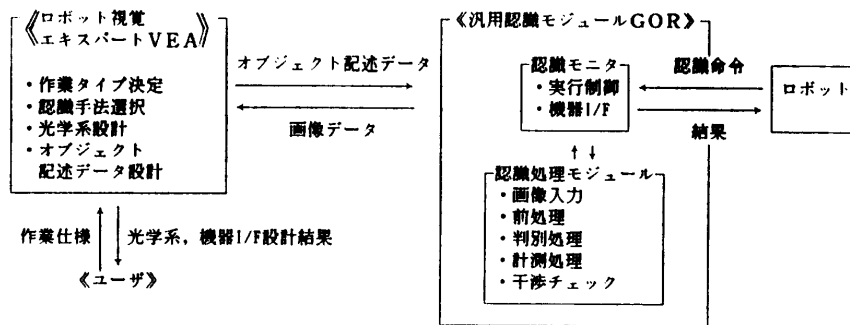 《ロボット視覚
エキスパートVEA》
・作業タイプ決定
・認識手法選択
・光学系設計
・オブジェクト
記述データ設計
オブジェクト記述データ
画像データ
作業仕様
光学系，機器I/F設計結果
《ユーザ》
《汎用認識モジュールGOR》
認識モニタ
・実行制御
・機器I/F
認識命令
結果
ロボット
認識処理モジュール
・画像入力
・前処理
・判別処理
・計測処理
・干渉チェック